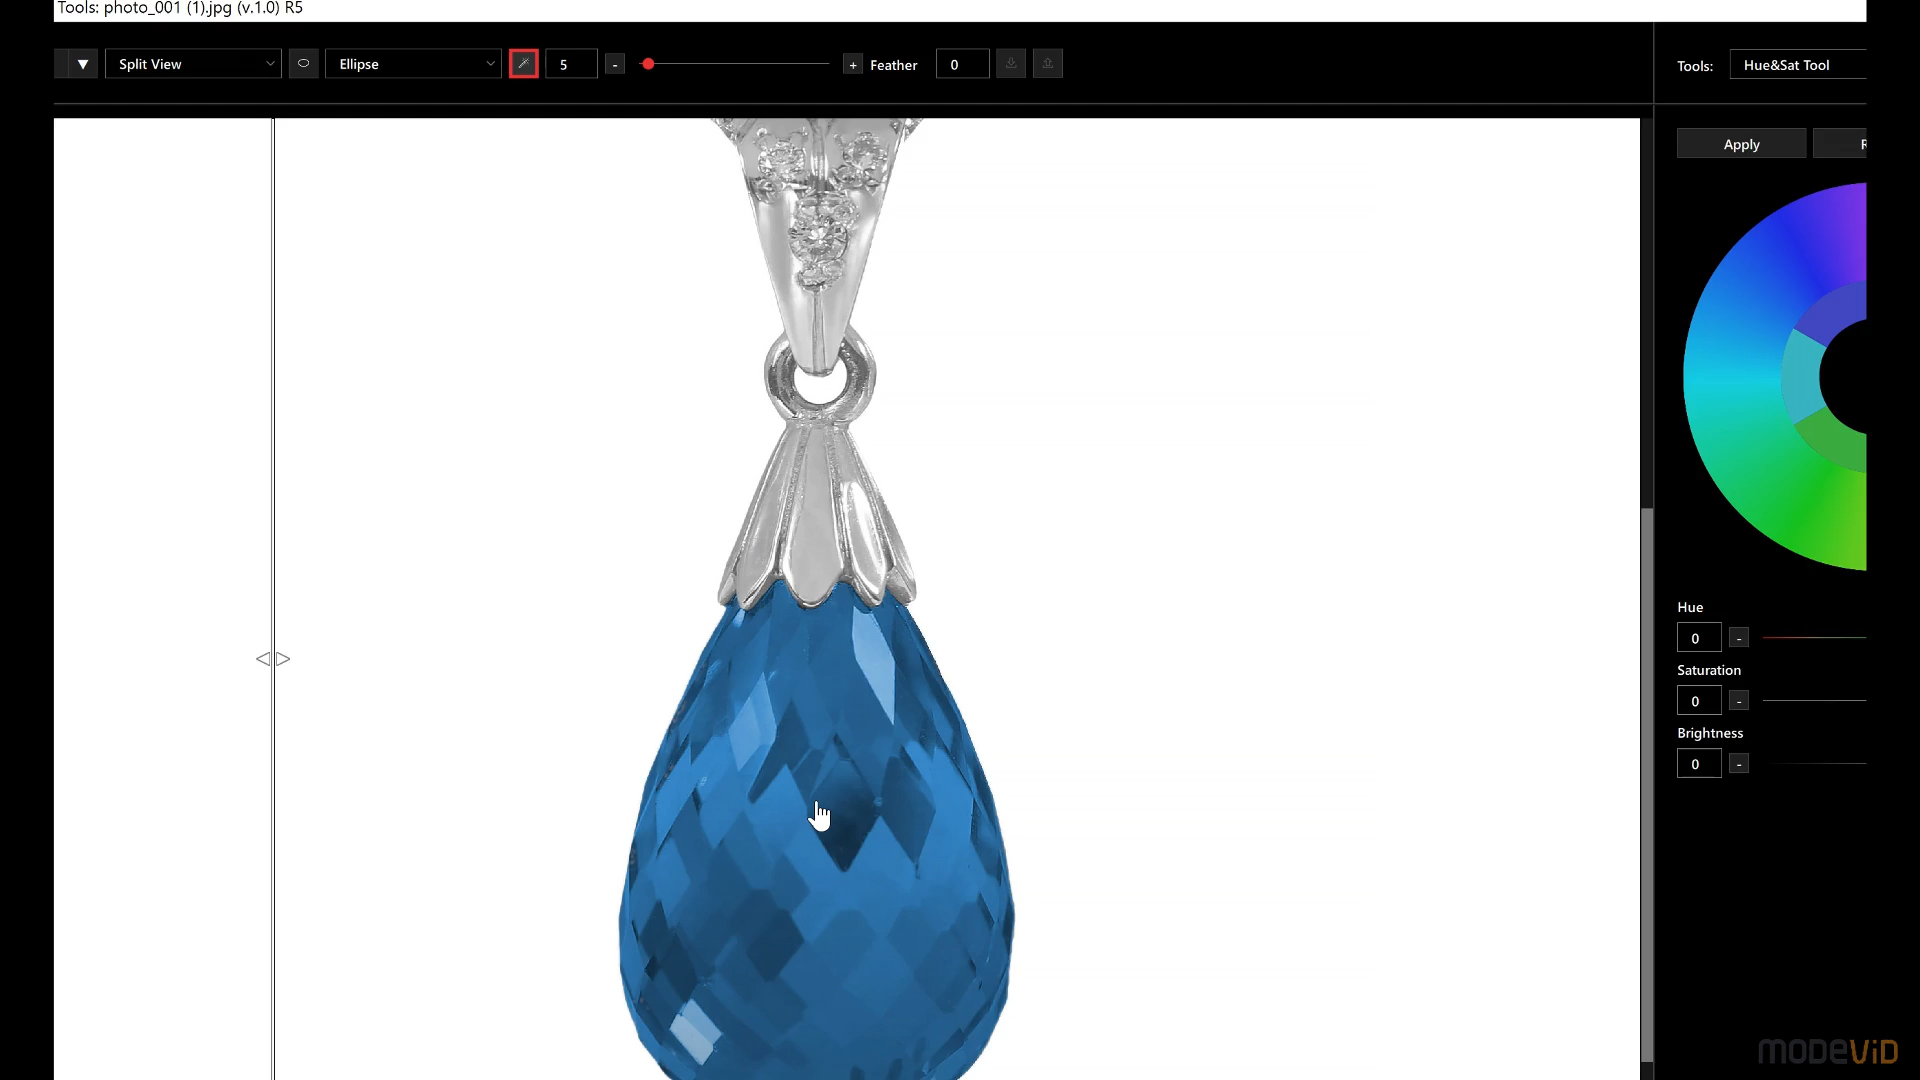 Tools: photo_001 (1).jpg (v.1.0) R5
Split View
Ellipse
5
-
+
Feather
0
Tools:
Hue&Sat Tool
Apply
R
Hue
0
-
Saturation
0
-
Brightness
0
-
MODEViD